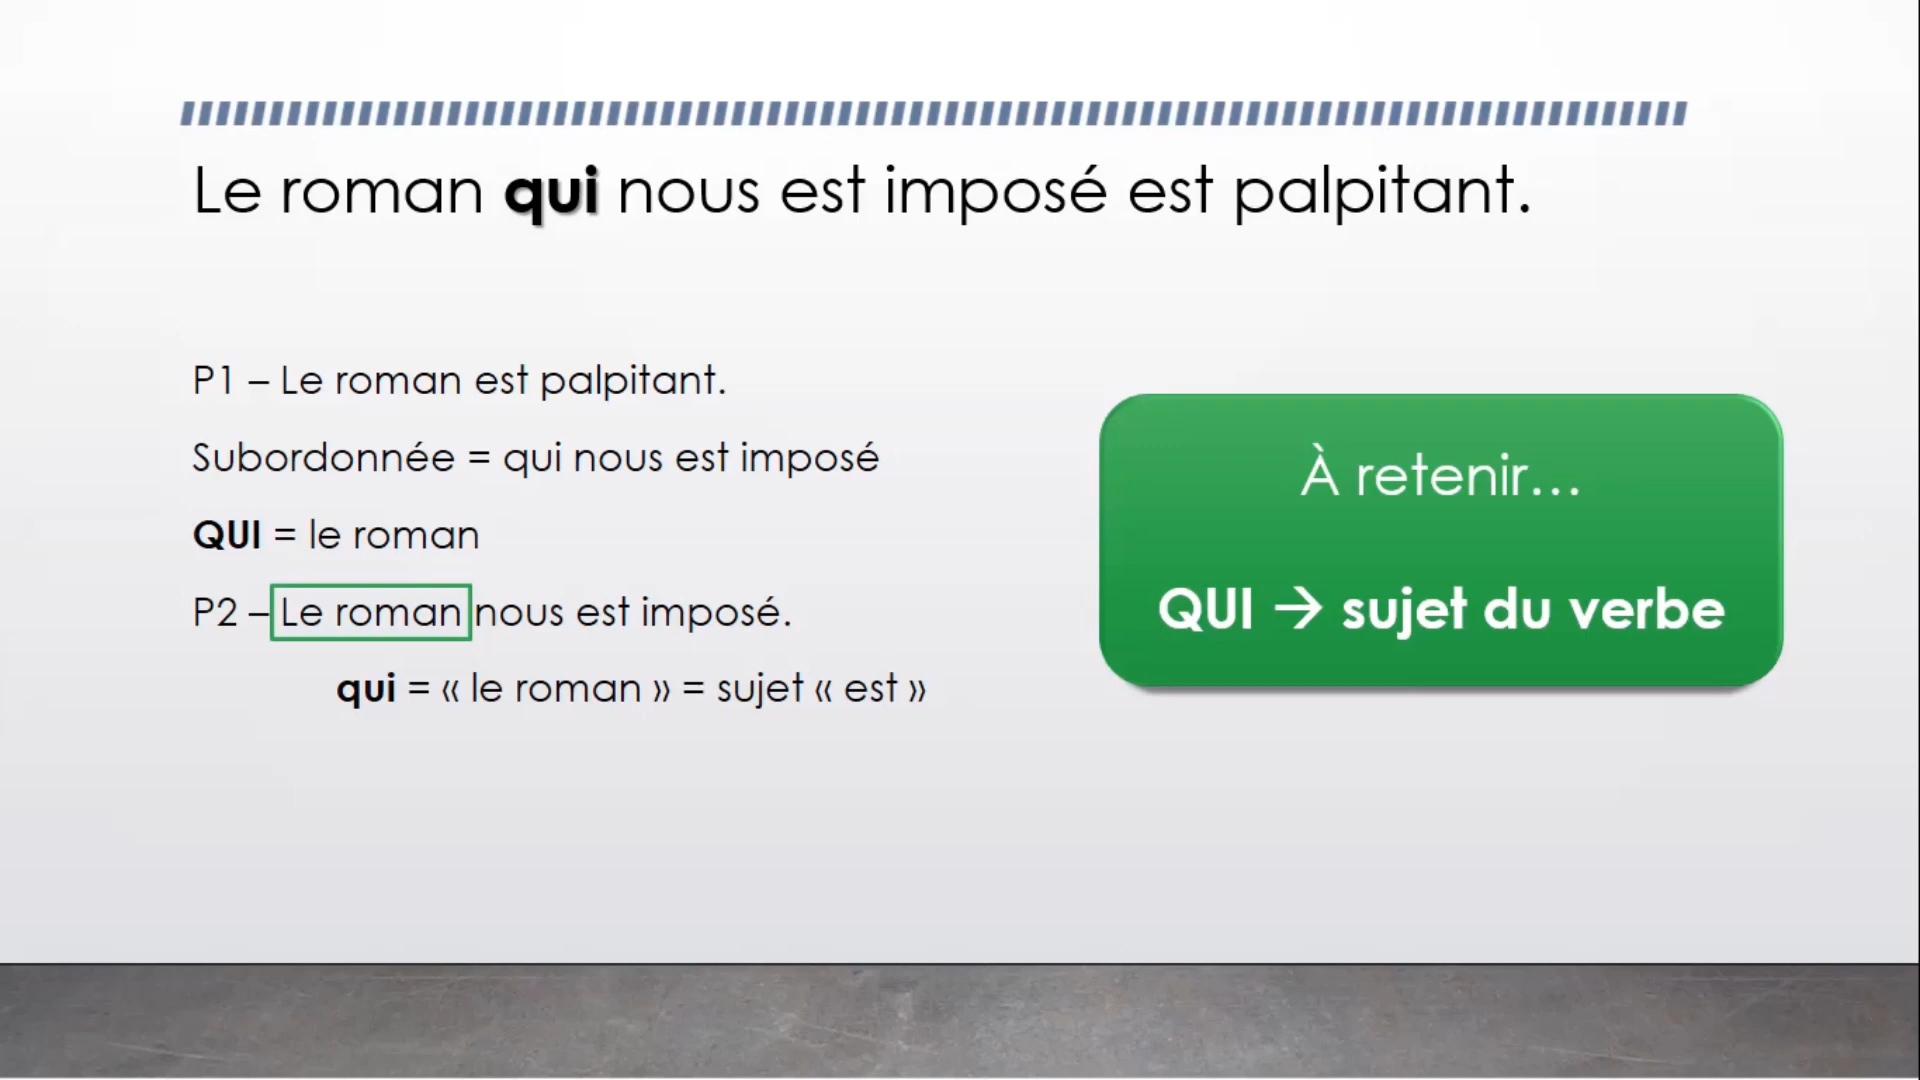 Le roman qui nous est imposé est palpitant.
P1 – Le roman est palpitant.
Subordonnée = qui nous est imposé
QUI = le roman
P2 – Le roman nous est imposé.
qui = « le roman » = sujet « est »
À retenir…
QUI → sujet du verbe